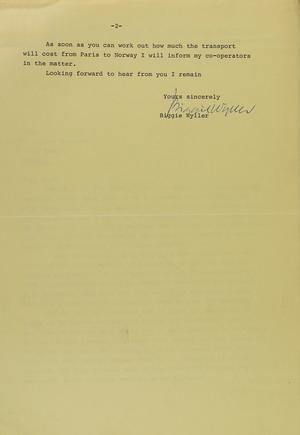 -2-
As soon as you can work out how much the transport
will cost from Paris to Norway I will inform my co-operators
in the matter.
Looking forward to hear from you I remain
Yours sincerely
Biggie Wyller
Biggie Wyller